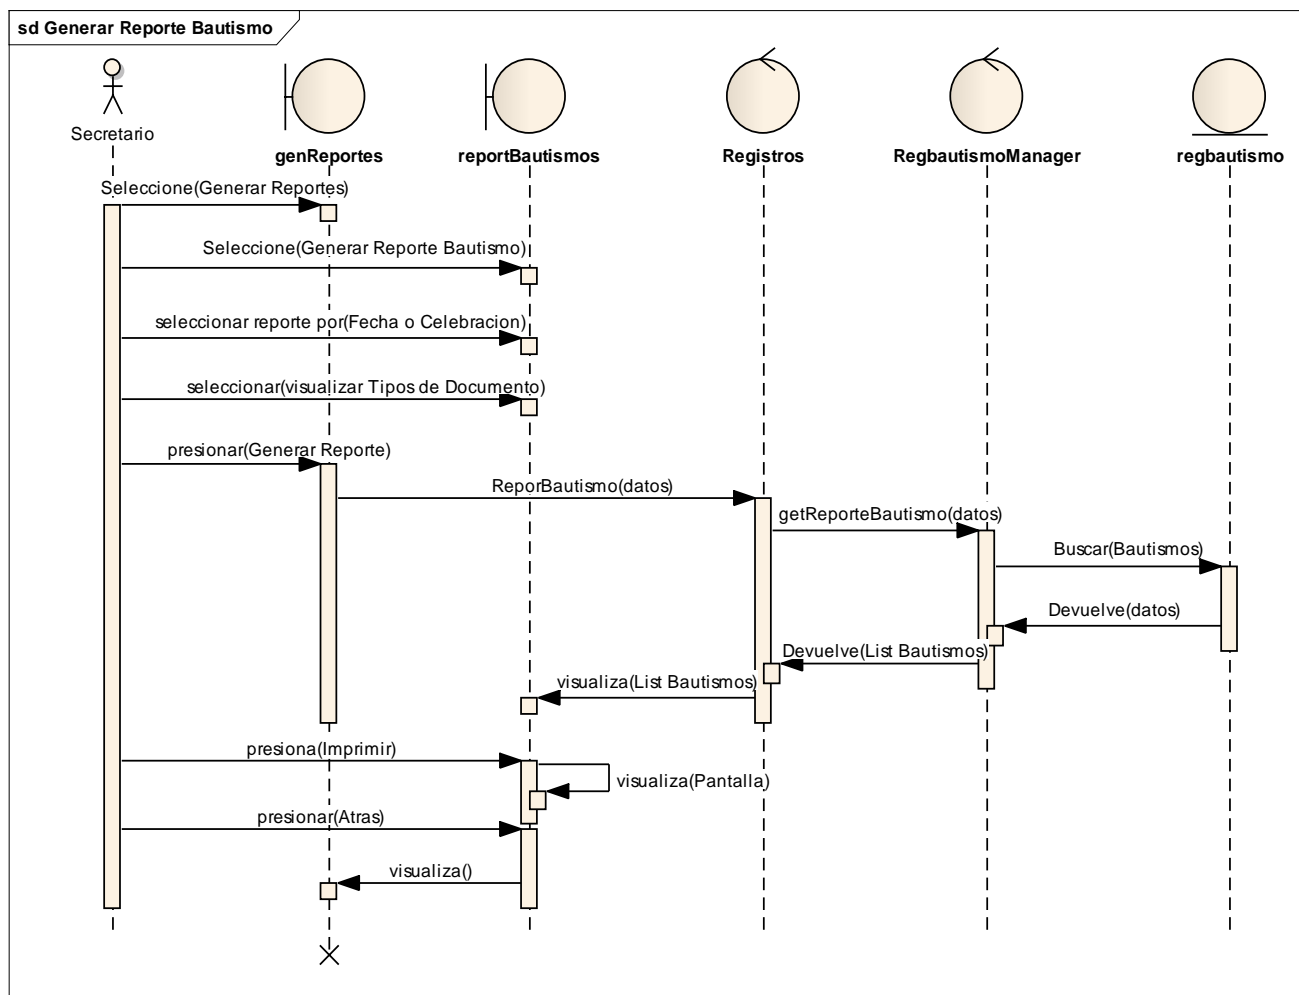 sd Generar Reporte Bautismo
Secretario
genReportes
reportBautismos
Registros
RegbautismoManager
regbautismo
Seleccione(Generar Reportes)
Seleccione(Generar Reporte Bautismo)
seleccionar reporte por(Fecha o Celebracion)
seleccionar(visualizar Tipos de Documento)
presionar(Generar Reporte)
ReporBautismo(datos)
getReporteBautismo(datos)
Buscar(Bautismos)
Devuelve(datos)
Devuelve(List Bautismos)
visualiza(List Bautismos)
presiona(Imprimir)
visualiza(Pantalla)
presionar(Atras)
visualiza()